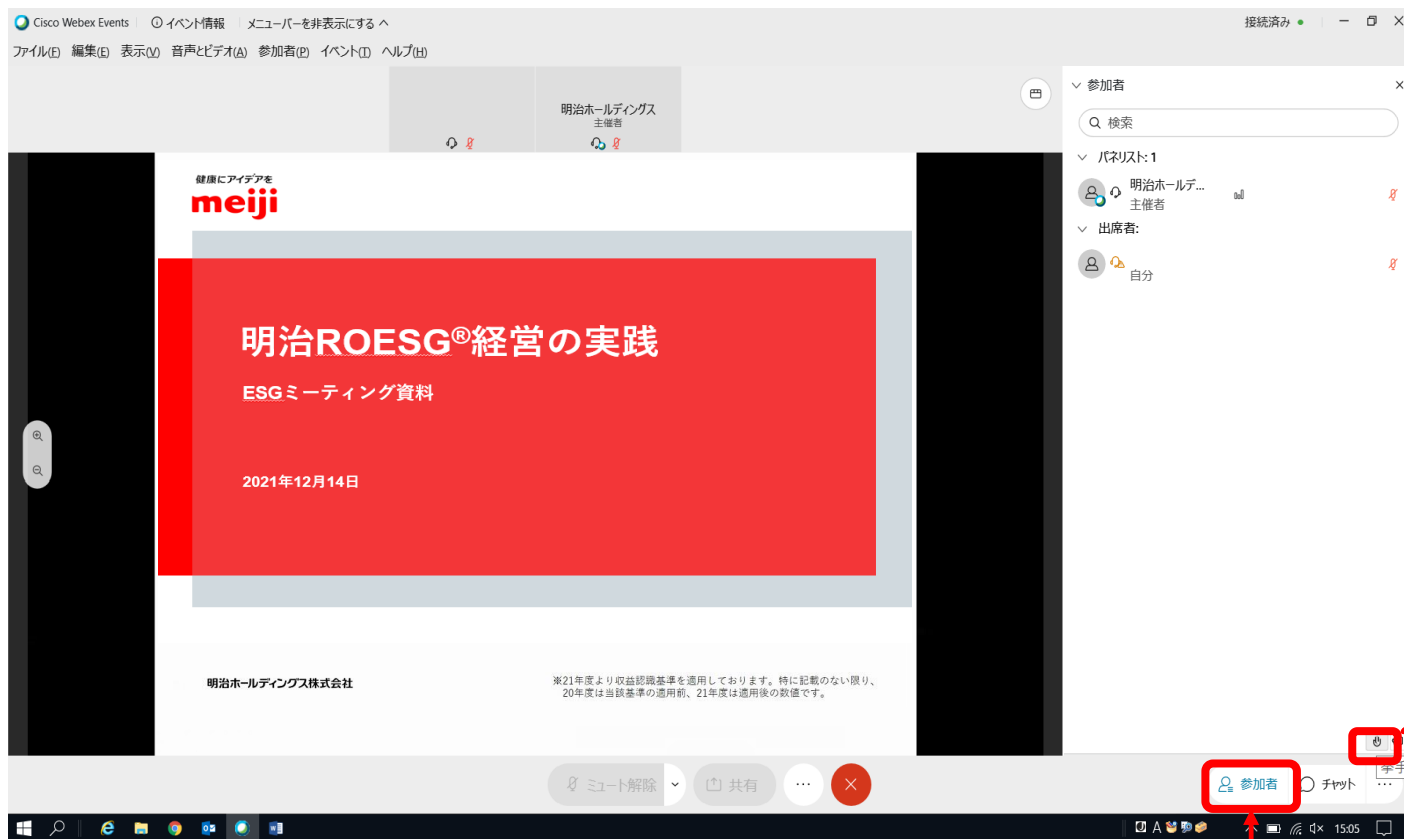 Cisco Webex Events
イベント情報
メニューバーを非表示にする
接続済み
ファイル(F) 編集(E) 表示(V) 音声とビデオ(A) 参加者(P) イベント(T) ヘルプ(H)
明治ホールディングス
主催者
参加者
検索
パネリスト: 1
明治ホールデ...
主催者
出席者:
自分
健康にアイデアを
meiji
明治ROESG®経営の実践
ESGミーティング資料
2021年12月14日
明治ホールディングス株式会社
※21年度より収益認識基準を適用しております。特に記載のない限り、
20年度は当該基準の適用前、21年度は適用後の数値です。
ミュート解除
共有
挙手
参加者
チャット
A
15:05